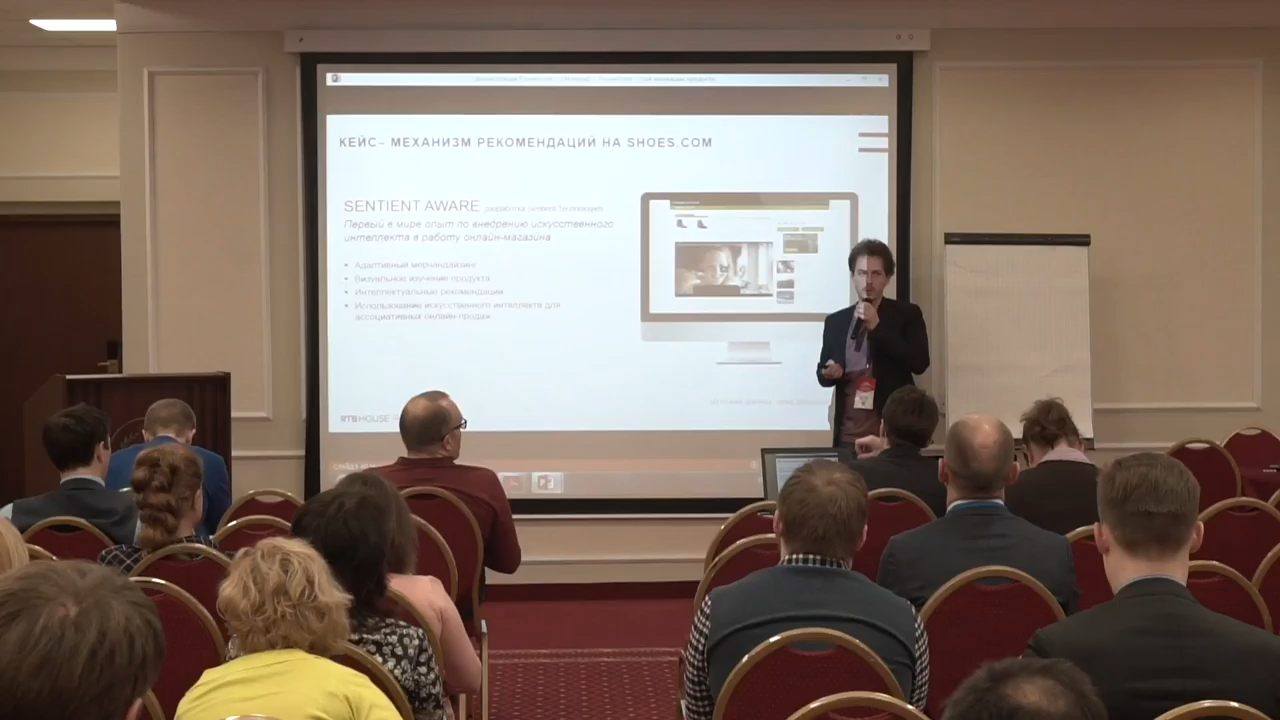 КЕЙС– МЕХАНИЗМ РЕКОМЕНДАЦИЙ НА SHOES.COM
SENTIENT AWARE
Первый в мире опыт по внедрению искусственного
интеллекта в работу онлайн-магазина
Адаптивный мерчандайзинг
Визуальное изучение продукта
Интеллектуальные рекомендации
Использование искусственного интеллекта для
ассоциативных онлайн-продаж
RTB HOUSE